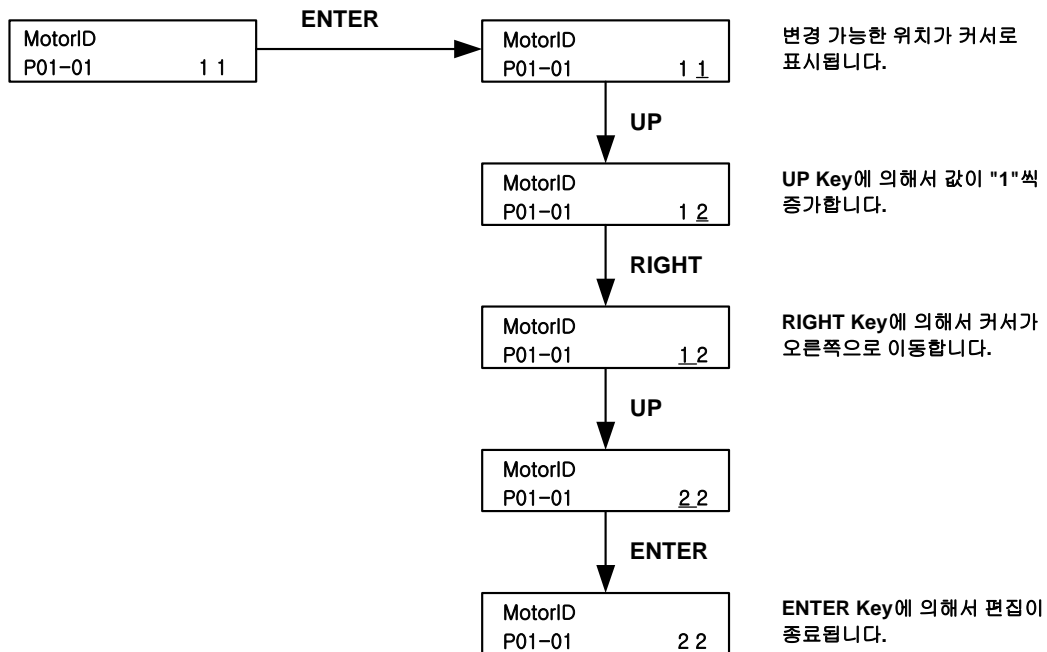 ENTER
MotorID
P01-01 1 1
MotorID
P01-01 1 1
변경 가능한 위치가 커서로
표시됩니다.
UP
MotorID
P01-01 1 2
UP Key에 의해서 값이 "1"씩
증가합니다.
RIGHT
MotorID
P01-01 1 2
RIGHT Key에 의해서 커서가
오른쪽으로 이동합니다.
UP
MotorID
P01-01 2 2
ENTER
MotorID
P01-01 2 2
ENTER Key에 의해서 편집이
종료됩니다.